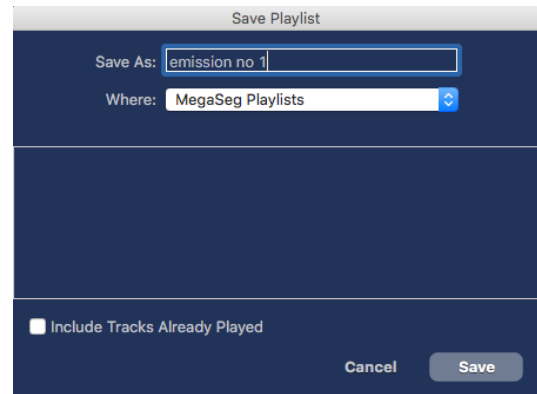 Save Playlist
Save As: emission no 1
Where: MegaSeg Playlists
Include Tracks Already Played
Cancel Save